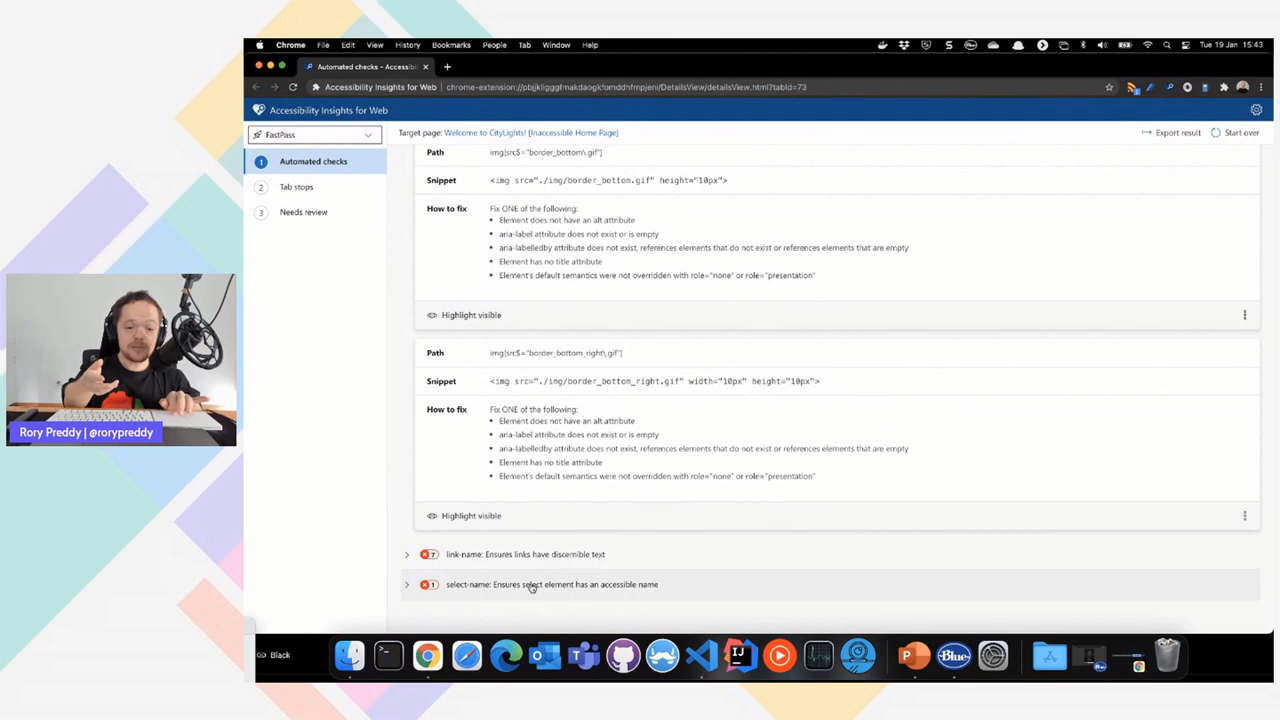 Chrome File Edit View History Bookmarks People Tab Window Help
Tue 19 Jan 15:43
Automated checks - Accessibil
Accessibility Insights for Web
chrome-extension://pbjjkligggfmakdaogkfomddhfmpjeni/DetailsView/detailsView.html?tabId=73
Accessibility Insights for Web
FastPass
Target page: Welcome to CityLights! [Inaccessible Home Page]
Export result
Start over
1 Automated checks
2 Tab stops
3 Needs review
Path img[src$="border_bottom\.gif"]
Snippet <img src="./img/border_bottom.gif" height="10px">
How to fix Fix ONE of the following:
• Element does not have an alt attribute
• aria-label attribute does not exist or is empty
• aria-labelledby attribute does not exist, references elements that do not exist or references elements that are empty
• Element has no title attribute
• Element's default semantics were not overridden with role="none" or role="presentation"
Highlight visible
Path img[src$="border_bottom_right\.gif"]
Snippet <img src="./img/border_bottom_right.gif" width="10px" height="10px">
How to fix Fix ONE of the following:
• Element does not have an alt attribute
• aria-label attribute does not exist or is empty
• aria-labelledby attribute does not exist, references elements that do not exist or references elements that are empty
• Element has no title attribute
• Element's default semantics were not overridden with role="none" or role="presentation"
Highlight visible
7 link-name: Ensures links have discernible text
1 select-name: Ensures select element has an accessible name
Rory Preddy | @rorypreddy
Black
Blue